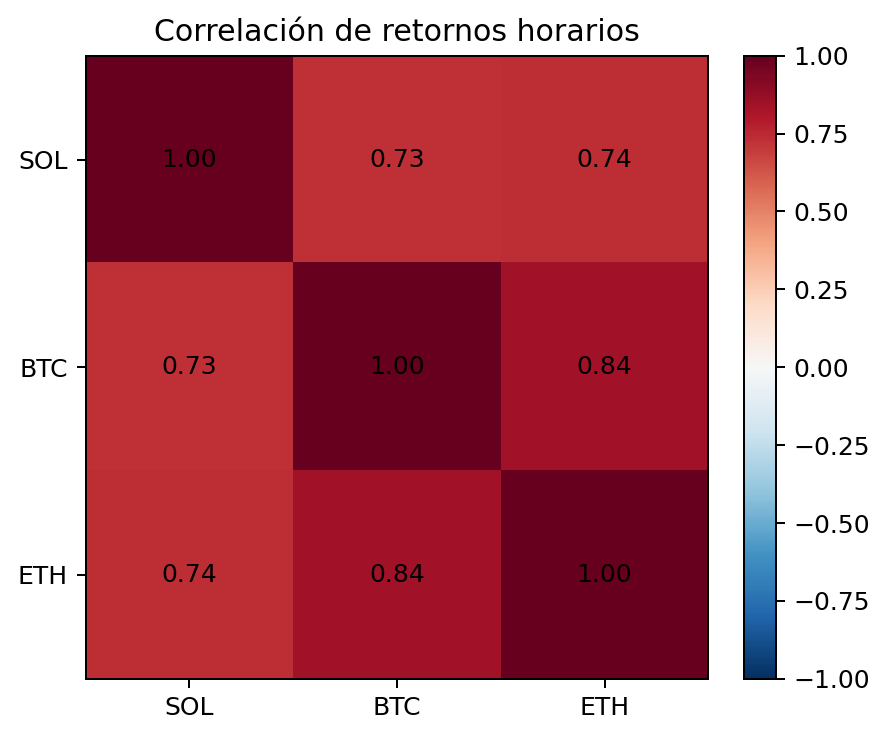 Correlación de retornos horarios
SOL 1.00 0.73 0.74
BTC 0.73 1.00 0.84
ETH 0.74 0.84 1.00
SOL BTC ETH
1.00
0.75
0.50
0.25
0.00
−0.25
−0.50
−0.75
−1.00